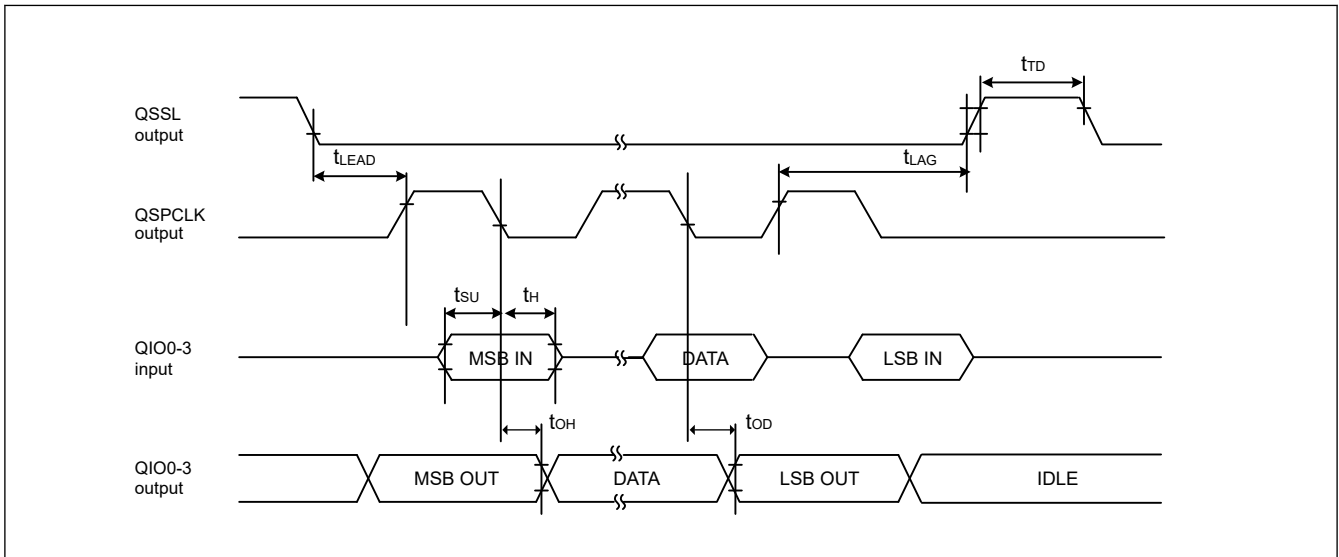 tTD
QSSL
output
tLEAD
tLAG
QSPCLK
output
tSU
tH
QIO0-3
input
MSB IN
DATA
LSB IN
tOH
tOD
QIO0-3
output
MSB OUT
DATA
LSB OUT
IDLE